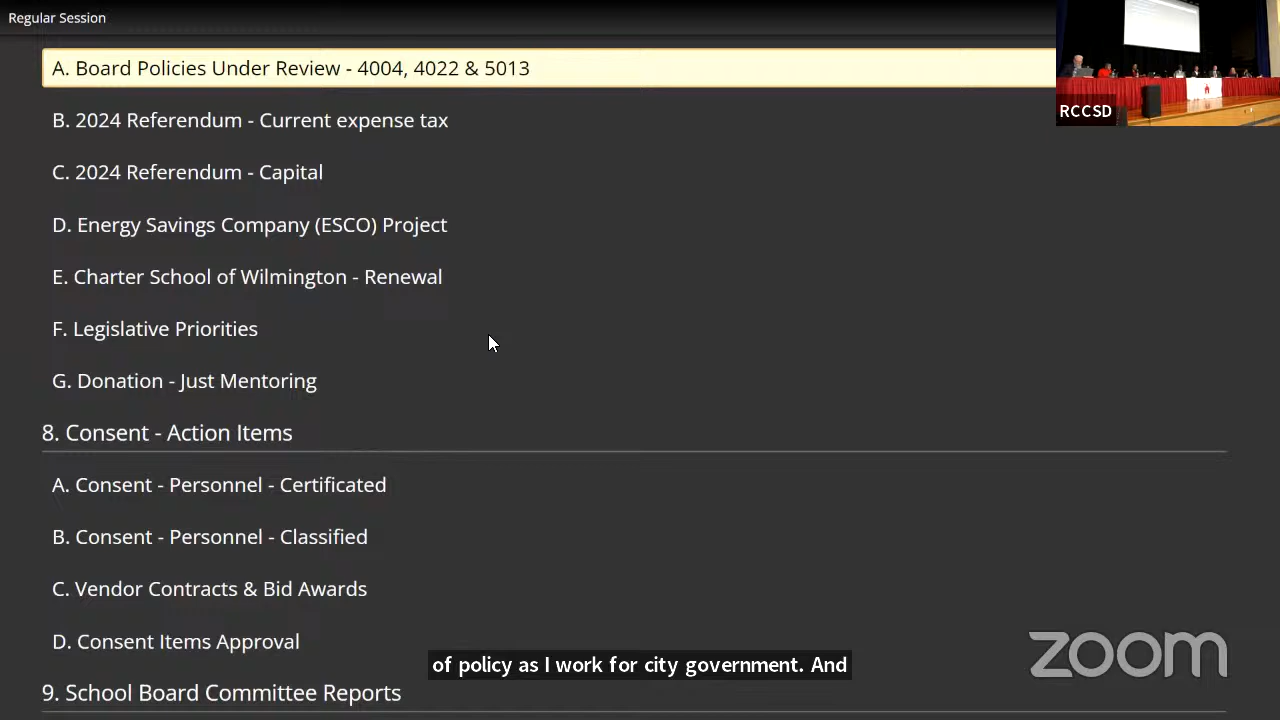 Regular Session
A. Board Policies Under Review - 4004, 4022 & 5013
RCCSD
B. 2024 Referendum - Current expense tax
C. 2024 Referendum - Capital
D. Energy Savings Company (ESCO) Project
E. Charter School of Wilmington - Renewal
F. Legislative Priorities
G. Donation - Just Mentoring
8. Consent - Action Items
A. Consent - Personnel - Certificated
B. Consent - Personnel - Classified
C. Vendor Contracts & Bid Awards
D. Consent Items Approval
zoom
of policy as I work for city government. And
9. School Board Committee Reports